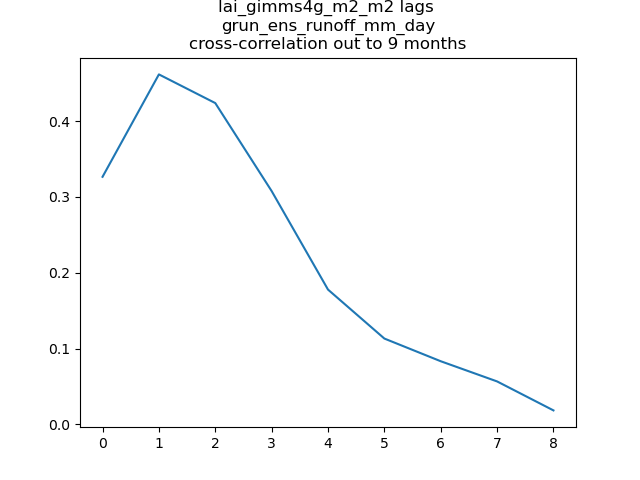 lai_gimms4g_m2_m2 lags
grun_ens_runoff_mm_day
cross-correlation out to 9 months
0.4
0.3
0.2
0.1
0.0
0 1 2 3 4 5 6 7 8